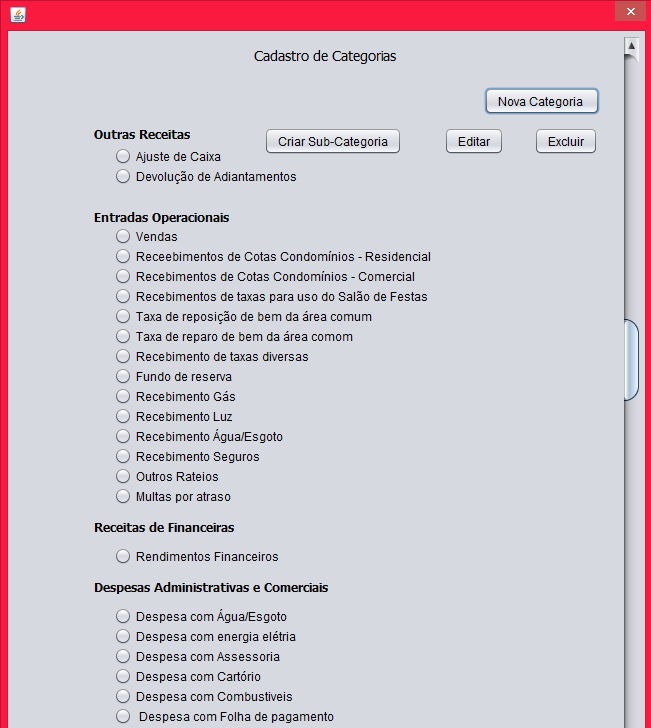 Cadastro de Categorias
Nova Categoria
Outras Receitas
Criar Sub-Categoria
Editar
Excluir
Ajuste de Caixa
Devolução de Adiantamentos
Entradas Operacionais
Vendas
Receebimentos de Cotas Condomínios - Residencial
Recebimentos de Cotas Condomínios - Comercial
Recebimentos de taxas para uso do Salão de Festas
Taxa de reposição de bem da área comum
Taxa de reparo de bem da área comom
Recebimento de taxas diversas
Fundo de reserva
Recebimento Gás
Recebimento Luz
Recebimento Água/Esgoto
Recebimento Seguros
Outros Rateios
Multas por atraso
Receitas de Financeiras
Rendimentos Financeiros
Despesas Administrativas e Comerciais
Despesa com Água/Esgoto
Despesa com energia elétria
Despesa com Assessoria
Despesa com Cartório
Despesa com Combustiveis
Despesa com Folha de pagamento